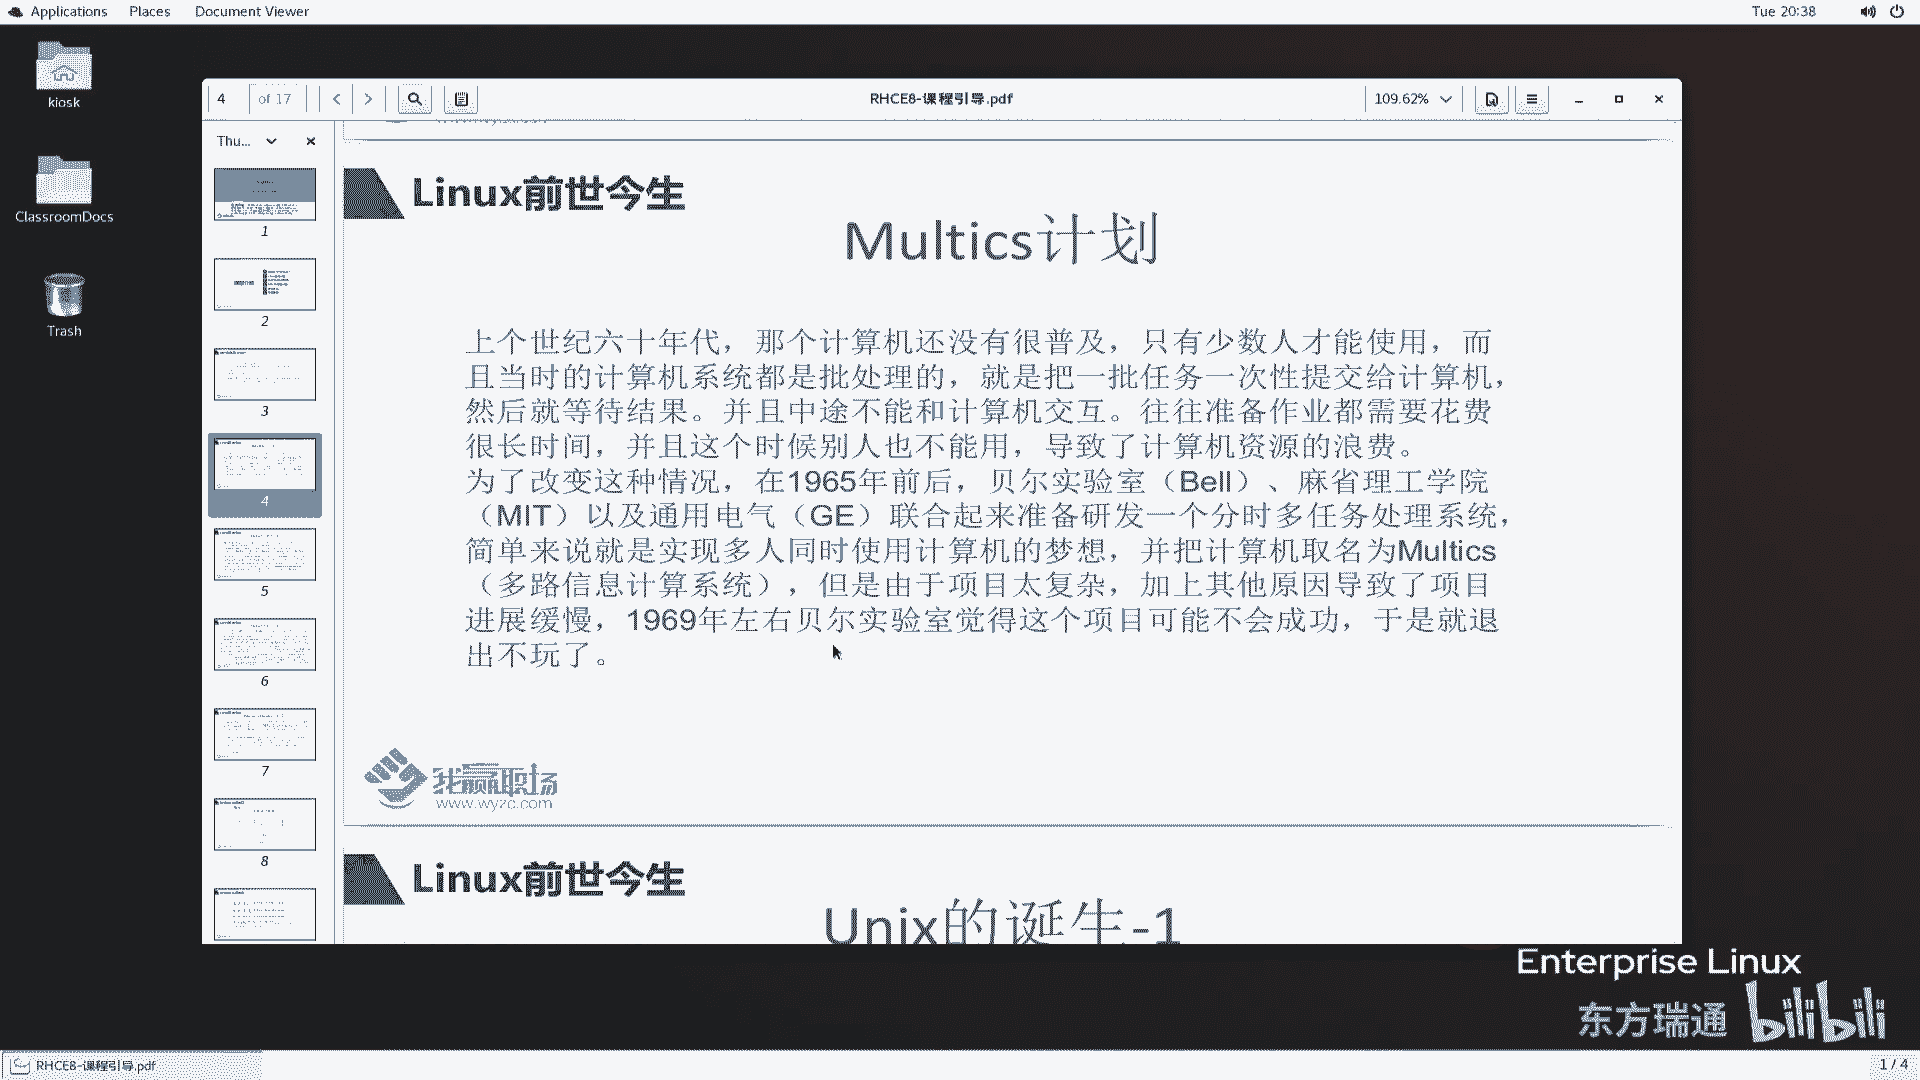 Applications Places Document Viewer Tue 20:38
kiosk
ClassroomDocs
Trash
4 of 17 RHCE8-课程引导.pdf 109.62%
Thu...
1
2
3
4
5
6
7
8
Linux前世今生
Multics计划
上个世纪六十年代，那个计算机还没有很普及，只有少数人才能使用，而
且当时的计算机系统都是批处理的，就是把一批任务一次性提交给计算机，
然后就等待结果。并且中途不能和计算机交互。往往准备作业都需要花费
很长时间，并且这个时候别人也不能用，导致了计算机资源的浪费。
为了改变这种情况，在1965年前后，贝尔实验室（Bell）、麻省理工学院
（MIT）以及通用电气（GE）联合起来准备研发一个分时多任务处理系统，
简单来说就是实现多人同时使用计算机的梦想，并把计算机取名为Multics
（多路信息计算系统），但是由于项目太复杂，加上其他原因导致了项目
进展缓慢，1969年左右贝尔实验室觉得这个项目可能不会成功，于是就退
出不玩了。
我赢职场
www.wyzc.com
Linux前世今生
Unix的诞生-1
Enterprise Linux
东方瑞通 bilibili
RHCE8-课程引导.pdf 1 / 4